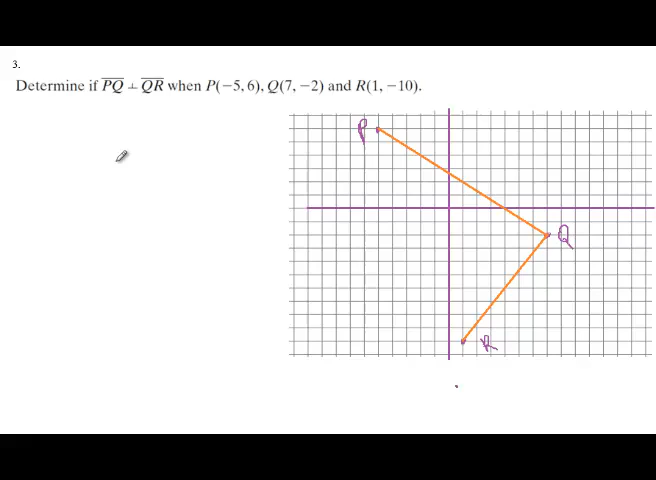 3.
Determine if PQ ⊥ QR when P(−5, 6), Q(7, −2) and R(1, −10).
P
Q
R